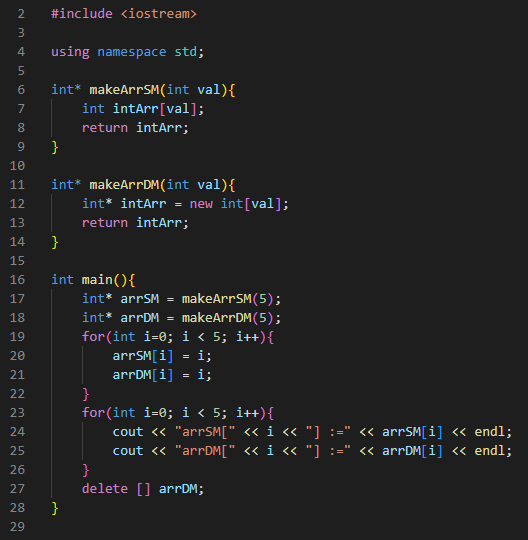 2 #include <iostream>
3
4 using namespace std;
5
6 int* makeArrSM(int val){
7     int intArr[val];
8     return intArr;
9 }
10
11 int* makeArrDM(int val){
12     int* intArr = new int[val];
13     return intArr;
14 }
15
16 int main(){
17     int* arrSM = makeArrSM(5);
18     int* arrDM = makeArrDM(5);
19     for(int i=0; i < 5; i++){
20         arrSM[i] = i;
21         arrDM[i] = i;
22     }
23     for(int i=0; i < 5; i++){
24         cout << "arrSM[" << i << "] :=" << arrSM[i] << endl;
25         cout << "arrDM[" << i << "] :=" << arrDM[i] << endl;
26     }
27     delete [] arrDM;
28 }
29